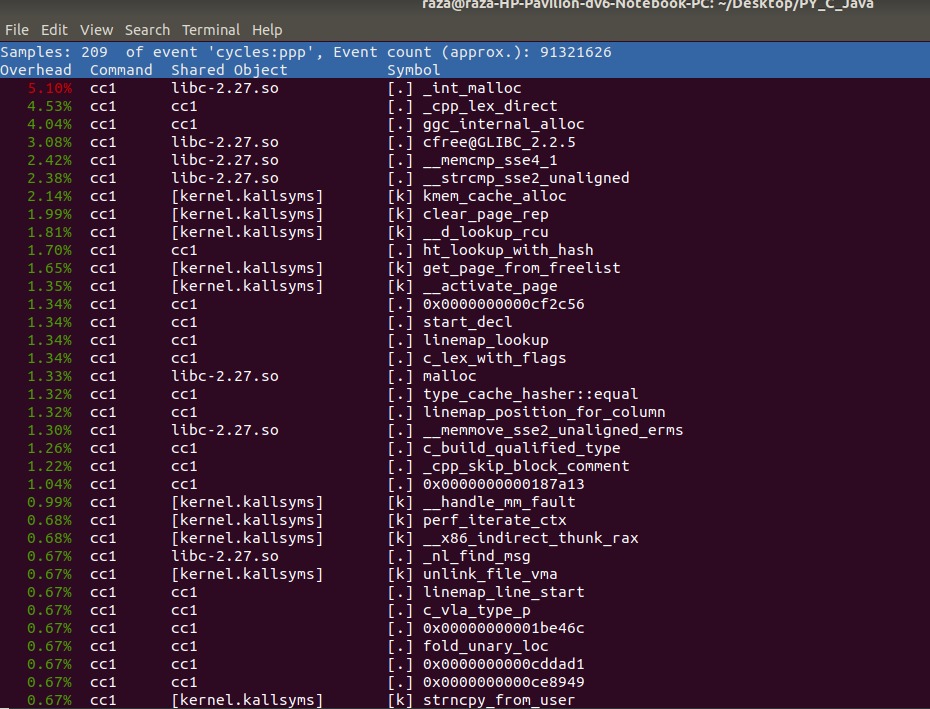 raza@raza-HP-Pavilion-dv6-Notebook-PC: ~/Desktop/PY_C_Java
File Edit View Search Terminal Help
Samples: 209  of event 'cycles:ppp', Event count (approx.): 91321626
Overhead  Command  Shared Object  Symbol
5.10%  cc1  libc-2.27.so  [.] _int_malloc
4.53%  cc1  cc1  [.] _cpp_lex_direct
4.04%  cc1  cc1  [.] ggc_internal_alloc
3.08%  cc1  libc-2.27.so  [.] cfree@GLIBC_2.2.5
2.42%  cc1  libc-2.27.so  [.] __memcmp_sse4_1
2.38%  cc1  libc-2.27.so  [.] __strcmp_sse2_unaligned
2.14%  cc1  [kernel.kallsyms]  [k] kmem_cache_alloc
1.99%  cc1  [kernel.kallsyms]  [k] clear_page_rep
1.81%  cc1  [kernel.kallsyms]  [k] __d_lookup_rcu
1.70%  cc1  cc1  [.] ht_lookup_with_hash
1.65%  cc1  [kernel.kallsyms]  [k] get_page_from_freelist
1.35%  cc1  [kernel.kallsyms]  [k] __activate_page
1.34%  cc1  cc1  [.] 0x0000000000cf2c56
1.34%  cc1  cc1  [.] start_decl
1.34%  cc1  cc1  [.] linemap_lookup
1.34%  cc1  cc1  [.] c_lex_with_flags
1.33%  cc1  libc-2.27.so  [.] malloc
1.32%  cc1  cc1  [.] type_cache_hasher::equal
1.32%  cc1  cc1  [.] linemap_position_for_column
1.30%  cc1  libc-2.27.so  [.] __memmove_sse2_unaligned_erms
1.26%  cc1  cc1  [.] c_build_qualified_type
1.22%  cc1  cc1  [.] _cpp_skip_block_comment
1.04%  cc1  cc1  [.] 0x0000000000187a13
0.99%  cc1  [kernel.kallsyms]  [k] __handle_mm_fault
0.68%  cc1  [kernel.kallsyms]  [k] perf_iterate_ctx
0.68%  cc1  [kernel.kallsyms]  [k] __x86_indirect_thunk_rax
0.67%  cc1  libc-2.27.so  [.] _nl_find_msg
0.67%  cc1  [kernel.kallsyms]  [k] unlink_file_vma
0.67%  cc1  cc1  [.] linemap_line_start
0.67%  cc1  cc1  [.] c_vla_type_p
0.67%  cc1  cc1  [.] 0x00000000001be46c
0.67%  cc1  cc1  [.] fold_unary_loc
0.67%  cc1  cc1  [.] 0x0000000000cddad1
0.67%  cc1  cc1  [.] 0x0000000000ce8949
0.67%  cc1  [kernel.kallsyms]  [k] strncpy_from_user